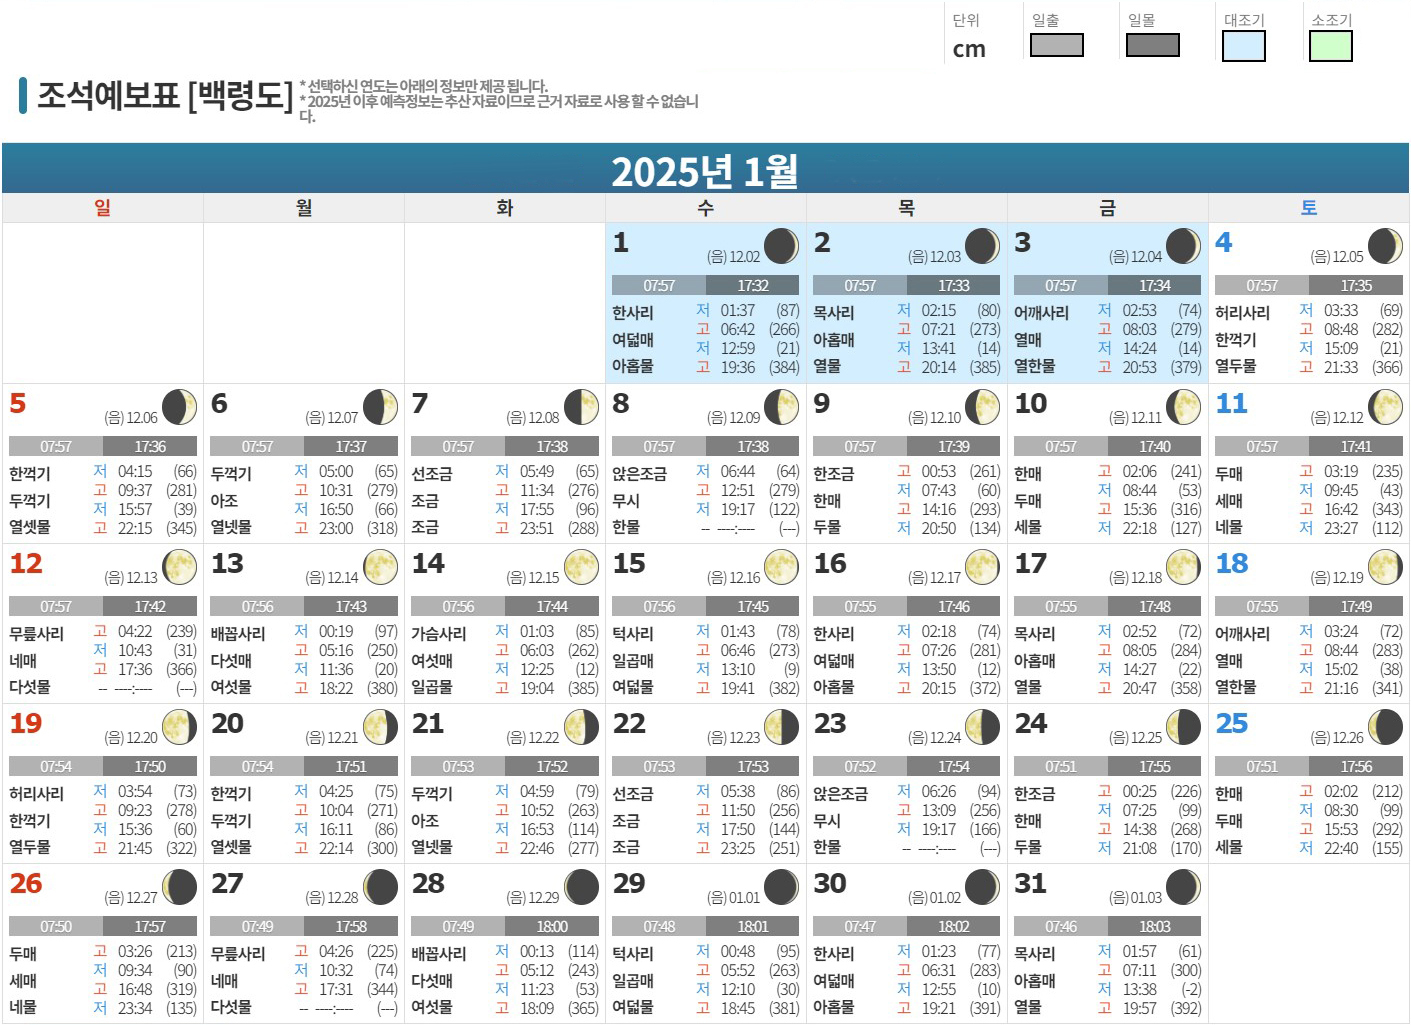 단위 일출 일몰 대조기 소조기
cm
조석예보표 [백령도]
* 선택하신 연도는 아래의 정보만 제공 됩니다.
* 2025년 이후 예측정보는 추산 자료이므로 근거 자료로 사용 할 수 없습니
다.
2025년 1월
일 월 화 수 목 금 토
1 (음) 12.02
07:57 17:32
한사리 여덟매 아홉물
저 01:37 (87)
고 06:42 (266)
저 12:59 (21)
고 19:36 (384)
2 (음) 12.03
07:57 17:33
목사리 아홉매 열물
저 02:15 (80)
고 07:21 (273)
저 13:41 (14)
고 20:14 (385)
3 (음) 12.04
07:57 17:34
어깨사리 열매 열한물
저 02:53 (74)
고 08:03 (279)
저 14:24 (14)
고 20:53 (379)
4 (음) 12.05
07:57 17:35
허리사리 한꺽기 열두물
저 03:33 (69)
고 08:48 (282)
저 15:09 (21)
고 21:33 (366)
5 (음) 12.06
07:57 17:36
한꺽기 두꺽기 열셋물
저 04:15 (66)
고 09:37 (281)
저 15:57 (39)
고 22:15 (345)
6 (음) 12.07
07:57 17:37
두꺽기 아조 열넷물
저 05:00 (65)
고 10:31 (279)
저 16:50 (66)
고 23:00 (318)
7 (음) 12.08
07:57 17:38
선조금 조금 조금
저 05:49 (65)
고 11:34 (276)
저 17:55 (96)
고 23:51 (288)
8 (음) 12.09
07:57 17:38
앉은조금 무시 한물
저 06:44 (64)
고 12:51 (279)
저 19:17 (122)
-- ----:---- (---)
9 (음) 12.10
07:57 17:39
한조금 한매 두물
고 00:53 (261)
저 07:43 (60)
고 14:16 (293)
저 20:50 (134)
10 (음) 12.11
07:57 17:40
한매 두매 세물
고 02:06 (241)
저 08:44 (53)
고 15:36 (316)
저 22:18 (127)
11 (음) 12.12
07:57 17:41
두매 세매 네물
고 03:19 (235)
저 09:45 (43)
고 16:42 (343)
저 23:27 (112)
12 (음) 12.13
07:57 17:42
무릎사리 네매 다섯물
고 04:22 (239)
저 10:43 (31)
고 17:36 (366)
-- ----:---- (---)
13 (음) 12.14
07:56 17:43
배꼽사리 다섯매 여섯물
저 00:19 (97)
고 05:16 (250)
저 11:36 (20)
고 18:22 (380)
14 (음) 12.15
07:56 17:44
가슴사리 여섯매 일곱물
저 01:03 (85)
고 06:03 (262)
저 12:25 (12)
고 19:04 (385)
15 (음) 12.16
07:56 17:45
턱사리 일곱매 여덟물
저 01:43 (78)
고 06:46 (273)
저 13:10 (9)
고 19:41 (382)
16 (음) 12.17
07:55 17:46
한사리 여덟매 아홉물
저 02:18 (74)
고 07:26 (281)
저 13:50 (12)
고 20:15 (372)
17 (음) 12.18
07:55 17:48
목사리 아홉매 열물
저 02:52 (72)
고 08:05 (284)
저 14:27 (22)
고 20:47 (358)
18 (음) 12.19
07:55 17:49
어깨사리 열매 열한물
저 03:24 (72)
고 08:44 (283)
저 15:02 (38)
고 21:16 (341)
19 (음) 12.20
07:54 17:50
허리사리 한꺽기 열두물
저 03:54 (73)
고 09:23 (278)
저 15:36 (60)
고 21:45 (322)
20 (음) 12.21
07:54 17:51
한꺽기 두꺽기 열셋물
저 04:25 (75)
고 10:04 (271)
저 16:11 (86)
고 22:14 (300)
21 (음) 12.22
07:53 17:52
두꺽기 아조 열넷물
저 04:59 (79)
고 10:52 (263)
저 16:53 (114)
고 22:46 (277)
22 (음) 12.23
07:53 17:53
선조금 조금 조금
저 05:38 (86)
고 11:50 (256)
저 17:50 (144)
고 23:25 (251)
23 (음) 12.24
07:52 17:54
앉은조금 무시 한물
저 06:26 (94)
고 13:09 (256)
저 19:17 (166)
-- ----:---- (---)
24 (음) 12.25
07:51 17:55
한조금 한매 두물
고 00:25 (226)
저 07:25 (99)
고 14:38 (268)
저 21:08 (170)
25 (음) 12.26
07:51 17:56
한매 두매 세물
고 02:02 (212)
저 08:30 (99)
고 15:53 (292)
저 22:40 (155)
26 (음) 12.27
07:50 17:57
두매 세매 네물
고 03:26 (213)
저 09:34 (90)
고 16:48 (319)
저 23:34 (135)
27 (음) 12.28
07:49 17:58
무릎사리 네매 다섯물
고 04:26 (225)
저 10:32 (74)
고 17:31 (344)
-- ----:---- (---)
28 (음) 12.29
07:49 18:00
배꼽사리 다섯매 여섯물
저 00:13 (114)
고 05:12 (243)
저 11:23 (53)
고 18:09 (365)
29 (음) 01.01
07:48 18:01
턱사리 일곱매 여덟물
저 00:48 (95)
고 05:52 (263)
저 12:10 (30)
고 18:45 (381)
30 (음) 01.02
07:47 18:02
한사리 여덟매 아홉물
저 01:23 (77)
고 06:31 (283)
저 12:55 (10)
고 19:21 (391)
31 (음) 01.03
07:46 18:03
목사리 아홉매 열물
저 01:57 (61)
고 07:11 (300)
저 13:38 (-2)
고 19:57 (392)